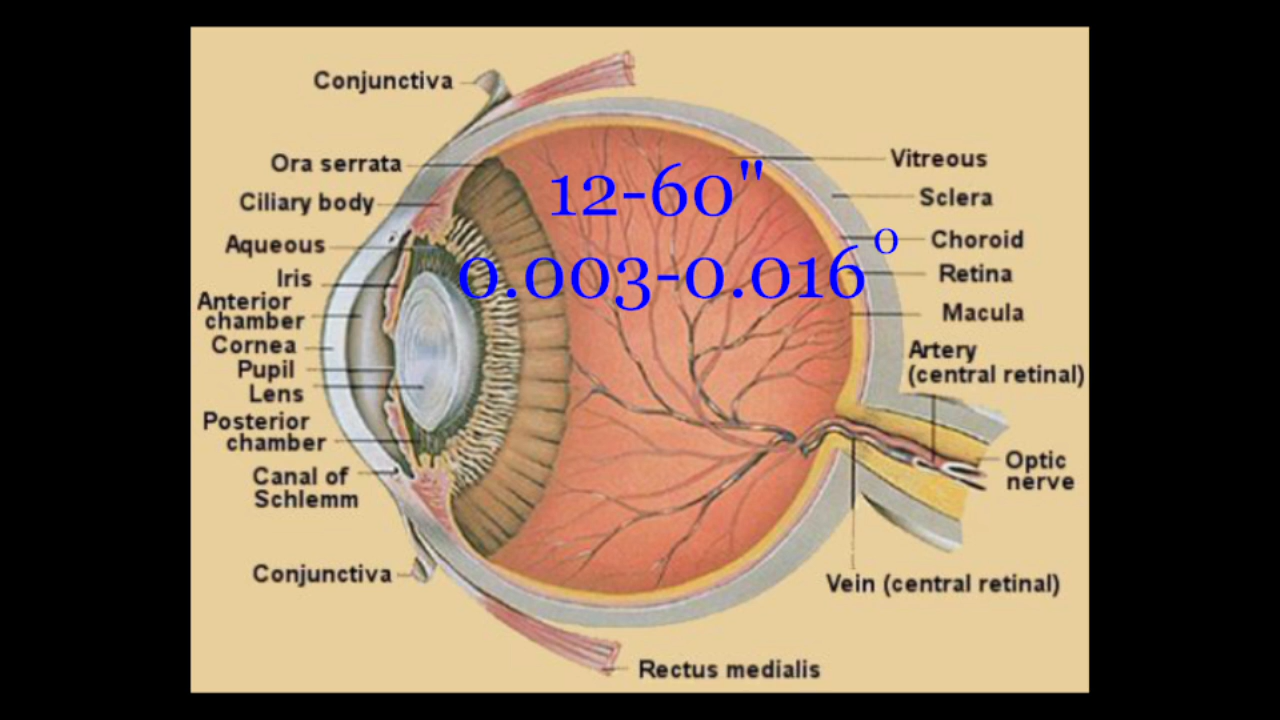 Conjunctiva
Ora serrata
Ciliary body
Aqueous
Iris
Anterior
chamber
Cornea
Pupil
Lens
Posterior
chamber
Canal of
Schlemm
Conjunctiva
12-60"
0.003-0.016°
Vitreous
Sclera
Choroid
Retina
Macula
Artery
(central retinal)
Optic
nerve
Vein (central retinal)
Rectus medialis